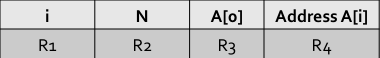 i N A[0] Address A[i]
R1 R2 R3 R4